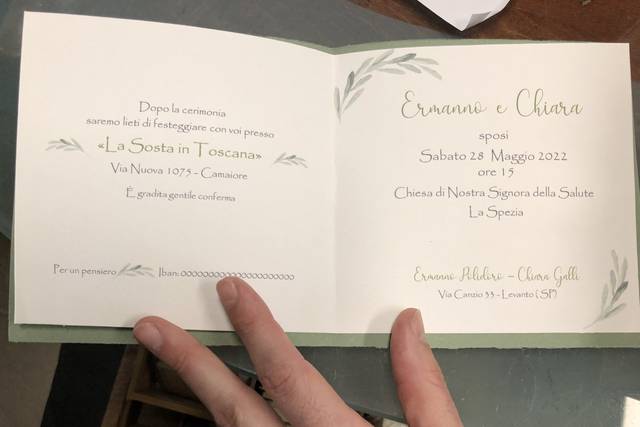 Dopo la cerimonia
saremo lieti di festeggiare con voi presso
«La Sosta in Toscana»
Via Nuova 1075 - Camaiore
È gradita gentile conferma
Per un pensiero Iban: 000000000000000000000
Ermanno e Chiara
sposi
Sabato 28 Maggio 2022
ore 15
Chiesa di Nostra Signora della Salute
La Spezia
Ermanno Polidoro – Chiara Galli
Via Canzio 33 - Levanto ( SP)